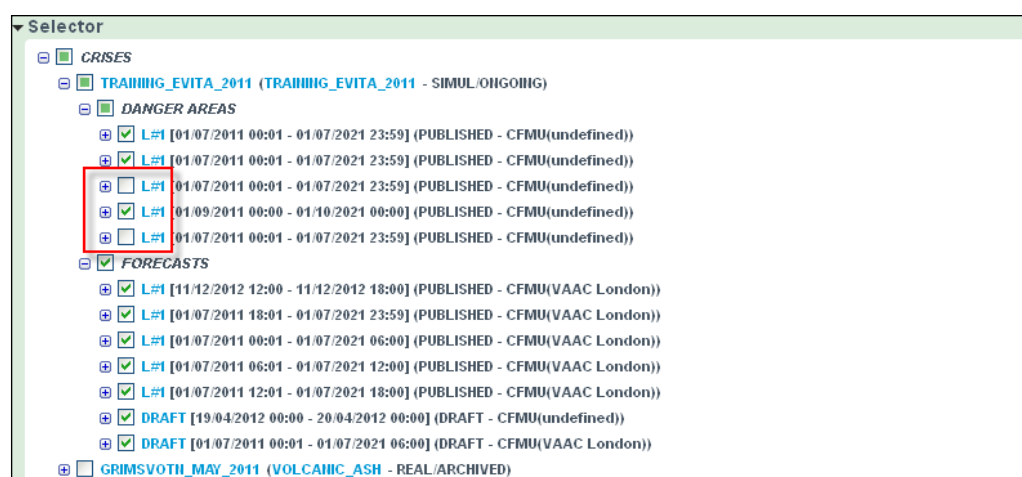 Selector
CRISES
TRAINING_EVITA_2011 (TRAINING_EVITA_2011 - SIMUL/ONGOING)
DANGER AREAS
L#1 [01/07/2011 00:01 - 01/07/2021 23:59] (PUBLISHED - CFMU(undefined))
L#1 [01/07/2011 00:01 - 01/07/2021 23:59] (PUBLISHED - CFMU(undefined))
L#1 [01/07/2011 00:01 - 01/07/2021 23:59] (PUBLISHED - CFMU(undefined))
L#1 [01/09/2011 00:00 - 01/10/2021 00:00] (PUBLISHED - CFMU(undefined))
L#1 [01/07/2011 00:01 - 01/07/2021 23:59] (PUBLISHED - CFMU(undefined))
FORECASTS
L#1 [11/12/2012 12:00 - 11/12/2012 18:00] (PUBLISHED - CFMU(VAAC London))
L#1 [01/07/2011 18:01 - 01/07/2021 23:59] (PUBLISHED - CFMU(VAAC London))
L#1 [01/07/2011 00:01 - 01/07/2021 06:00] (PUBLISHED - CFMU(VAAC London))
L#1 [01/07/2011 06:01 - 01/07/2021 12:00] (PUBLISHED - CFMU(VAAC London))
L#1 [01/07/2011 12:01 - 01/07/2021 18:00] (PUBLISHED - CFMU(VAAC London))
DRAFT [19/04/2012 00:00 - 20/04/2012 00:00] (DRAFT - CFMU(undefined))
DRAFT [01/07/2011 00:01 - 01/07/2021 06:00] (DRAFT - CFMU(VAAC London))
GRIMSVOTN_MAY_2011 (VOLCANIC_ASH - REAL/ARCHIVED)